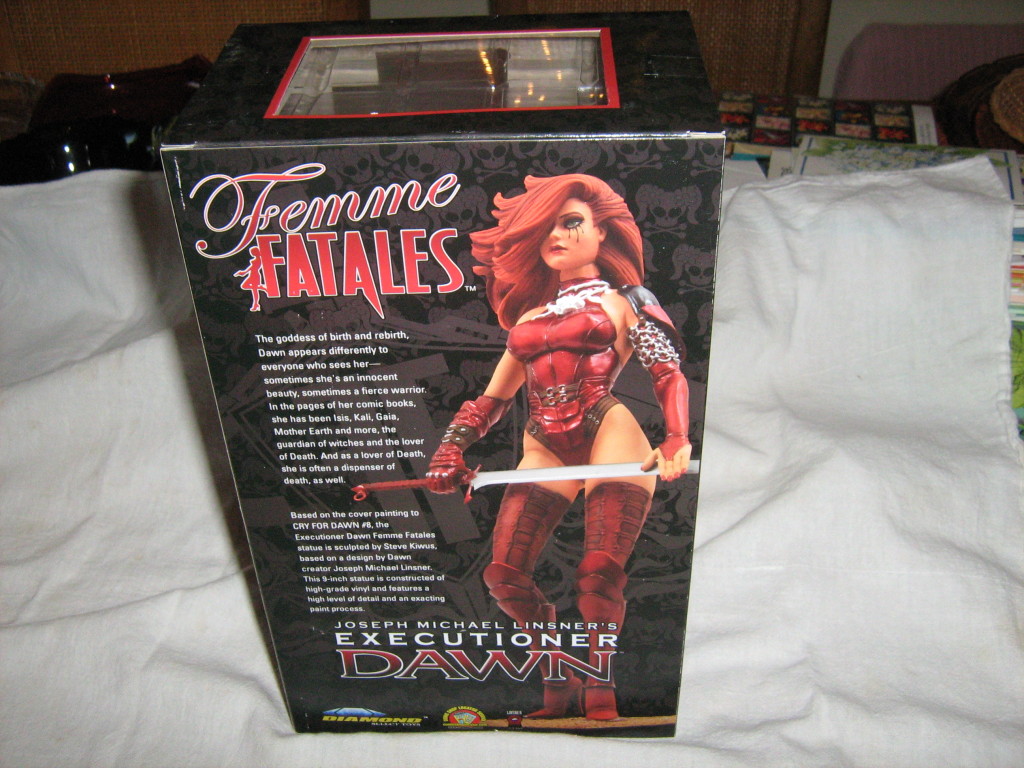 Femme
FATALES™
The goddess of birth and rebirth,
Dawn appears differently to
everyone who sees her—
sometimes she's an innocent
beauty, sometimes a fierce warrior.
In the pages of her comic books,
she has been Isis, Kali, Gaia,
Mother Earth and more, the
guardian of witches and the lover
of Death. And as a lover of Death,
she is often a dispenser of
death, as well.
Based on the cover painting to
CRY FOR DAWN #8, the
Executioner Dawn Femme Fatales
statue is sculpted by Steve Kiwus,
based on a design by Dawn
creator Joseph Michael Linsner.
This 9-inch statue is constructed of
high-grade vinyl and features a
high level of detail and an exacting
paint process.
JOSEPH MICHAEL LINSNER'S
EXECUTIONER
DAWN
DIAMOND™
SELECT TOYS